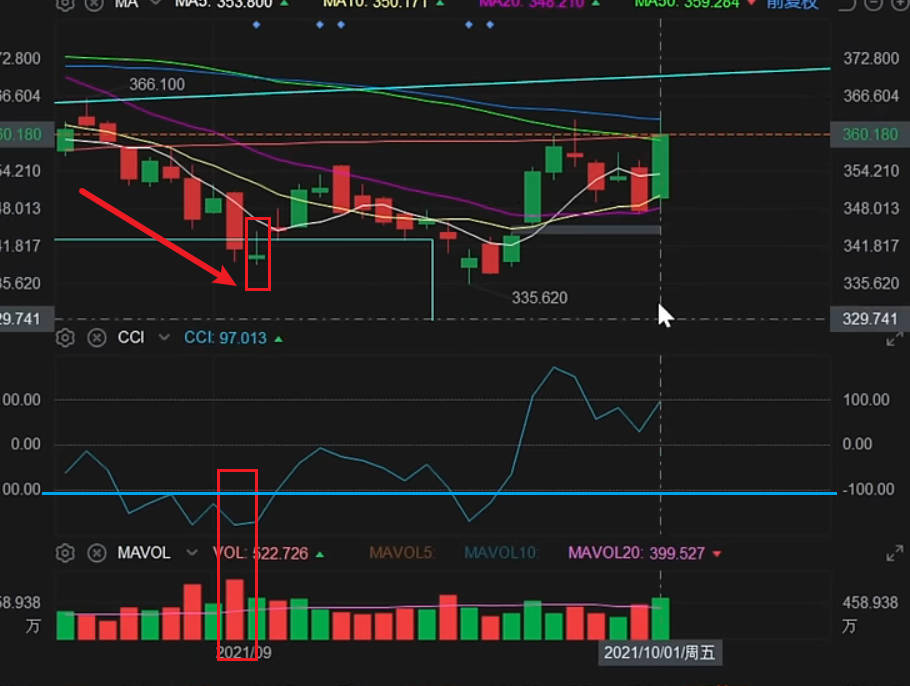 MA MA5: 353.800 MA10: 350.171 MA20: 348.210 MA50: 359.284 前复权
72.800 372.800
366.100
66.604 366.604
60.180 360.180
54.210 354.210
48.013 348.013
41.817 341.817
35.620 335.620
335.620
29.741 329.741
CCI CCI: 97.013
00.00 100.00
0.00 0.00
00.00 -100.00
MAVOL VOL: 522.726 MAVOL5: MAVOL10: MAVOL20: 399.527
58.938 458.938
万 万
2021/09 2021/10/01/周五